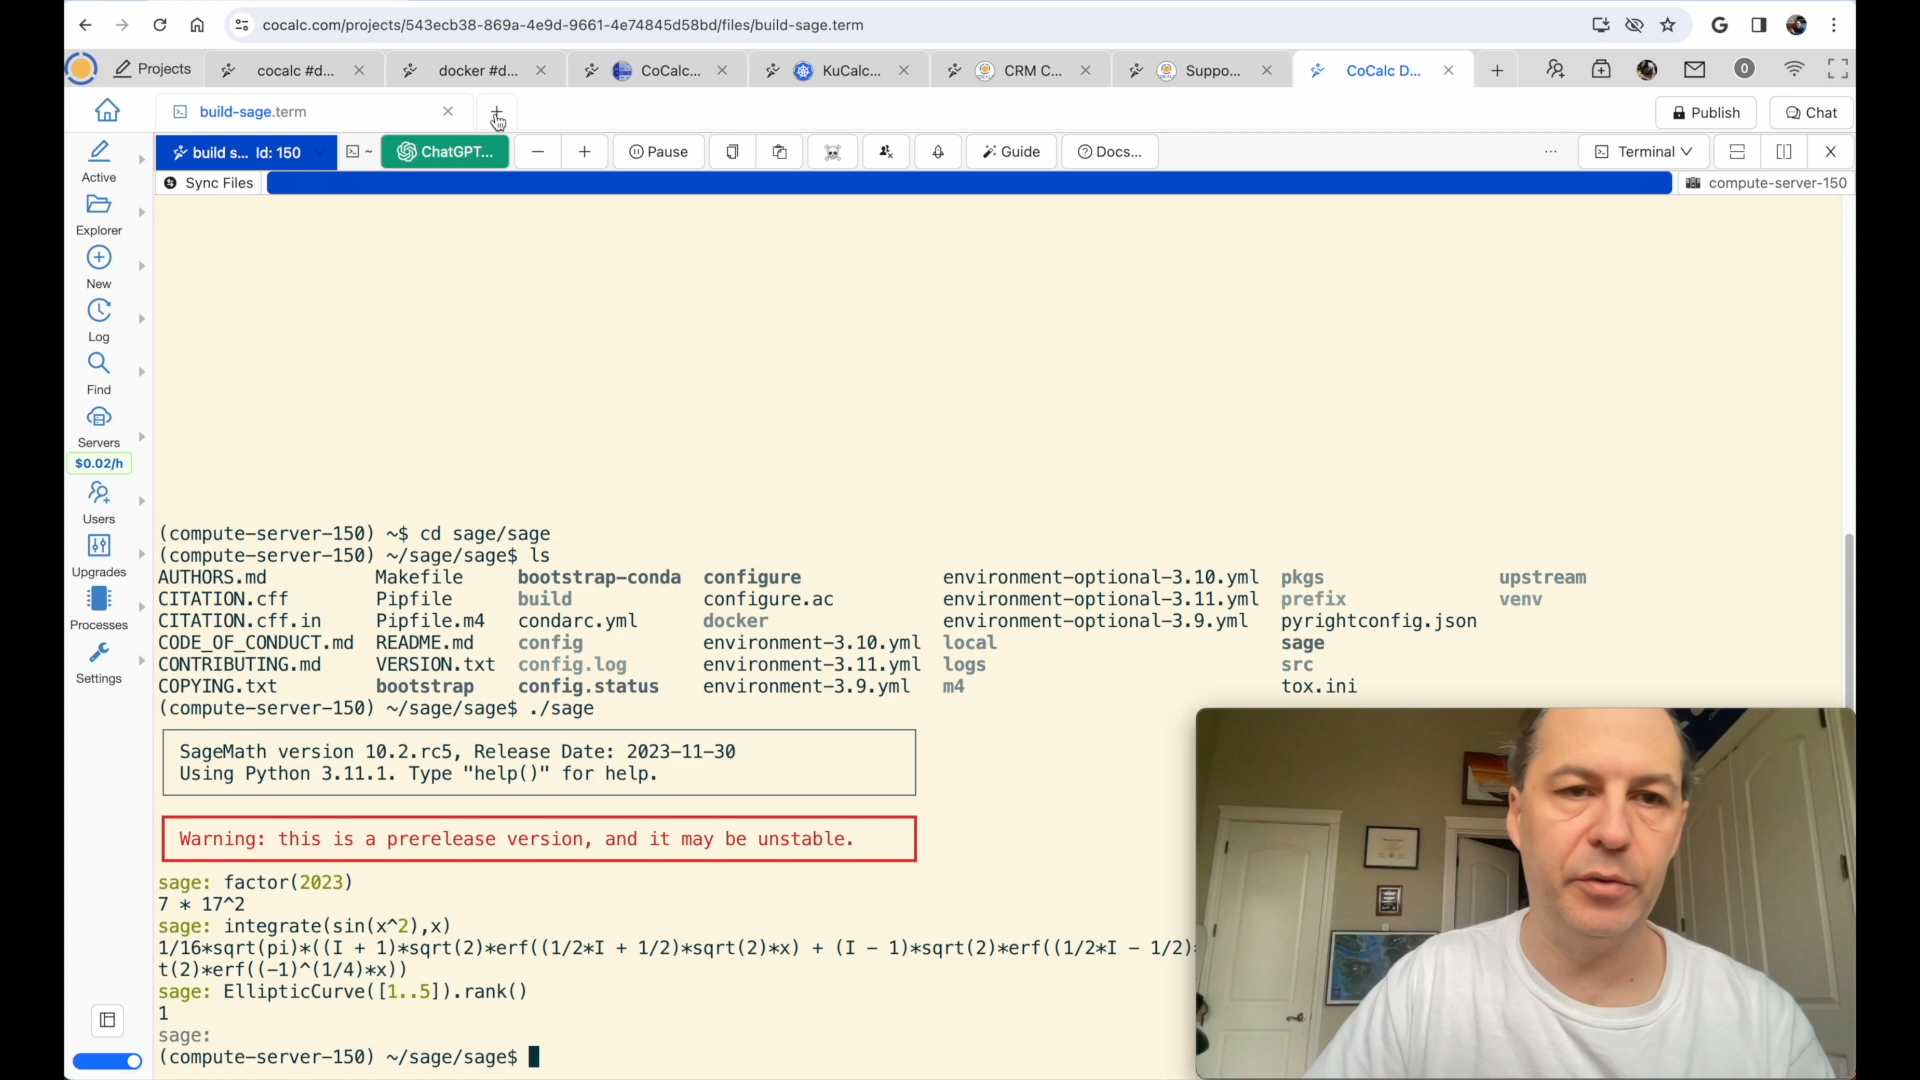 cocalc.com/projects/543ecb38-869a-4e9d-9661-4e74845d58bd/files/build-sage.term
Projects
cocalc #d...
docker #d...
CoCalc...
KuCalc...
CRM C...
Suppo...
CoCalc D...
0
build-sage.term
Publish
Chat
build s... Id: 150
~
ChatGPT...
Pause
Guide
Docs...
Terminal
Sync Files
compute-server-150
Active
Explorer
New
Log
Find
Servers
$0.02/h
Users
Upgrades
Processes
Settings
(compute-server-150) ~$ cd sage/sage
(compute-server-150) ~/sage/sage$ ls
AUTHORS.md Makefile bootstrap-conda configure environment-optional-3.10.yml pkgs upstream
CITATION.cff Pipfile build configure.ac environment-optional-3.11.yml prefix venv
CITATION.cff.in Pipfile.m4 condarc.yml docker environment-optional-3.9.yml pyrightconfig.json
CODE_OF_CONDUCT.md README.md config environment-3.10.yml local sage
CONTRIBUTING.md VERSION.txt config.log environment-3.11.yml logs src
COPYING.txt bootstrap config.status environment-3.9.yml m4 tox.ini
(compute-server-150) ~/sage/sage$ ./sage
SageMath version 10.2.rc5, Release Date: 2023-11-30
Using Python 3.11.1. Type "help()" for help.
Warning: this is a prerelease version, and it may be unstable.
sage: factor(2023)
7 * 17^2
sage: integrate(sin(x^2),x)
1/16*sqrt(pi)*((I + 1)*sqrt(2)*erf((1/2*I + 1/2)*sqrt(2)*x) + (I - 1)*sqrt(2)*erf((1/2*I - 1/2)
t(2)*erf((-1)^(1/4)*x))
sage: EllipticCurve([1..5]).rank()
1
sage:
(compute-server-150) ~/sage/sage$